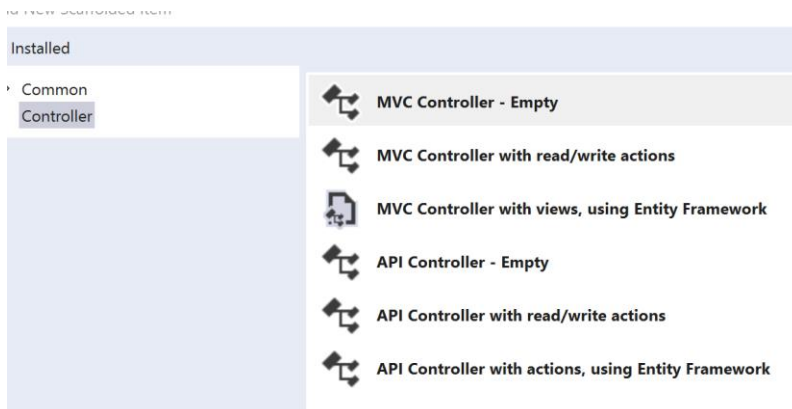 Installed
Common
Controller
MVC Controller - Empty
MVC Controller with read/write actions
MVC Controller with views, using Entity Framework
API Controller - Empty
API Controller with read/write actions
API Controller with actions, using Entity Framework